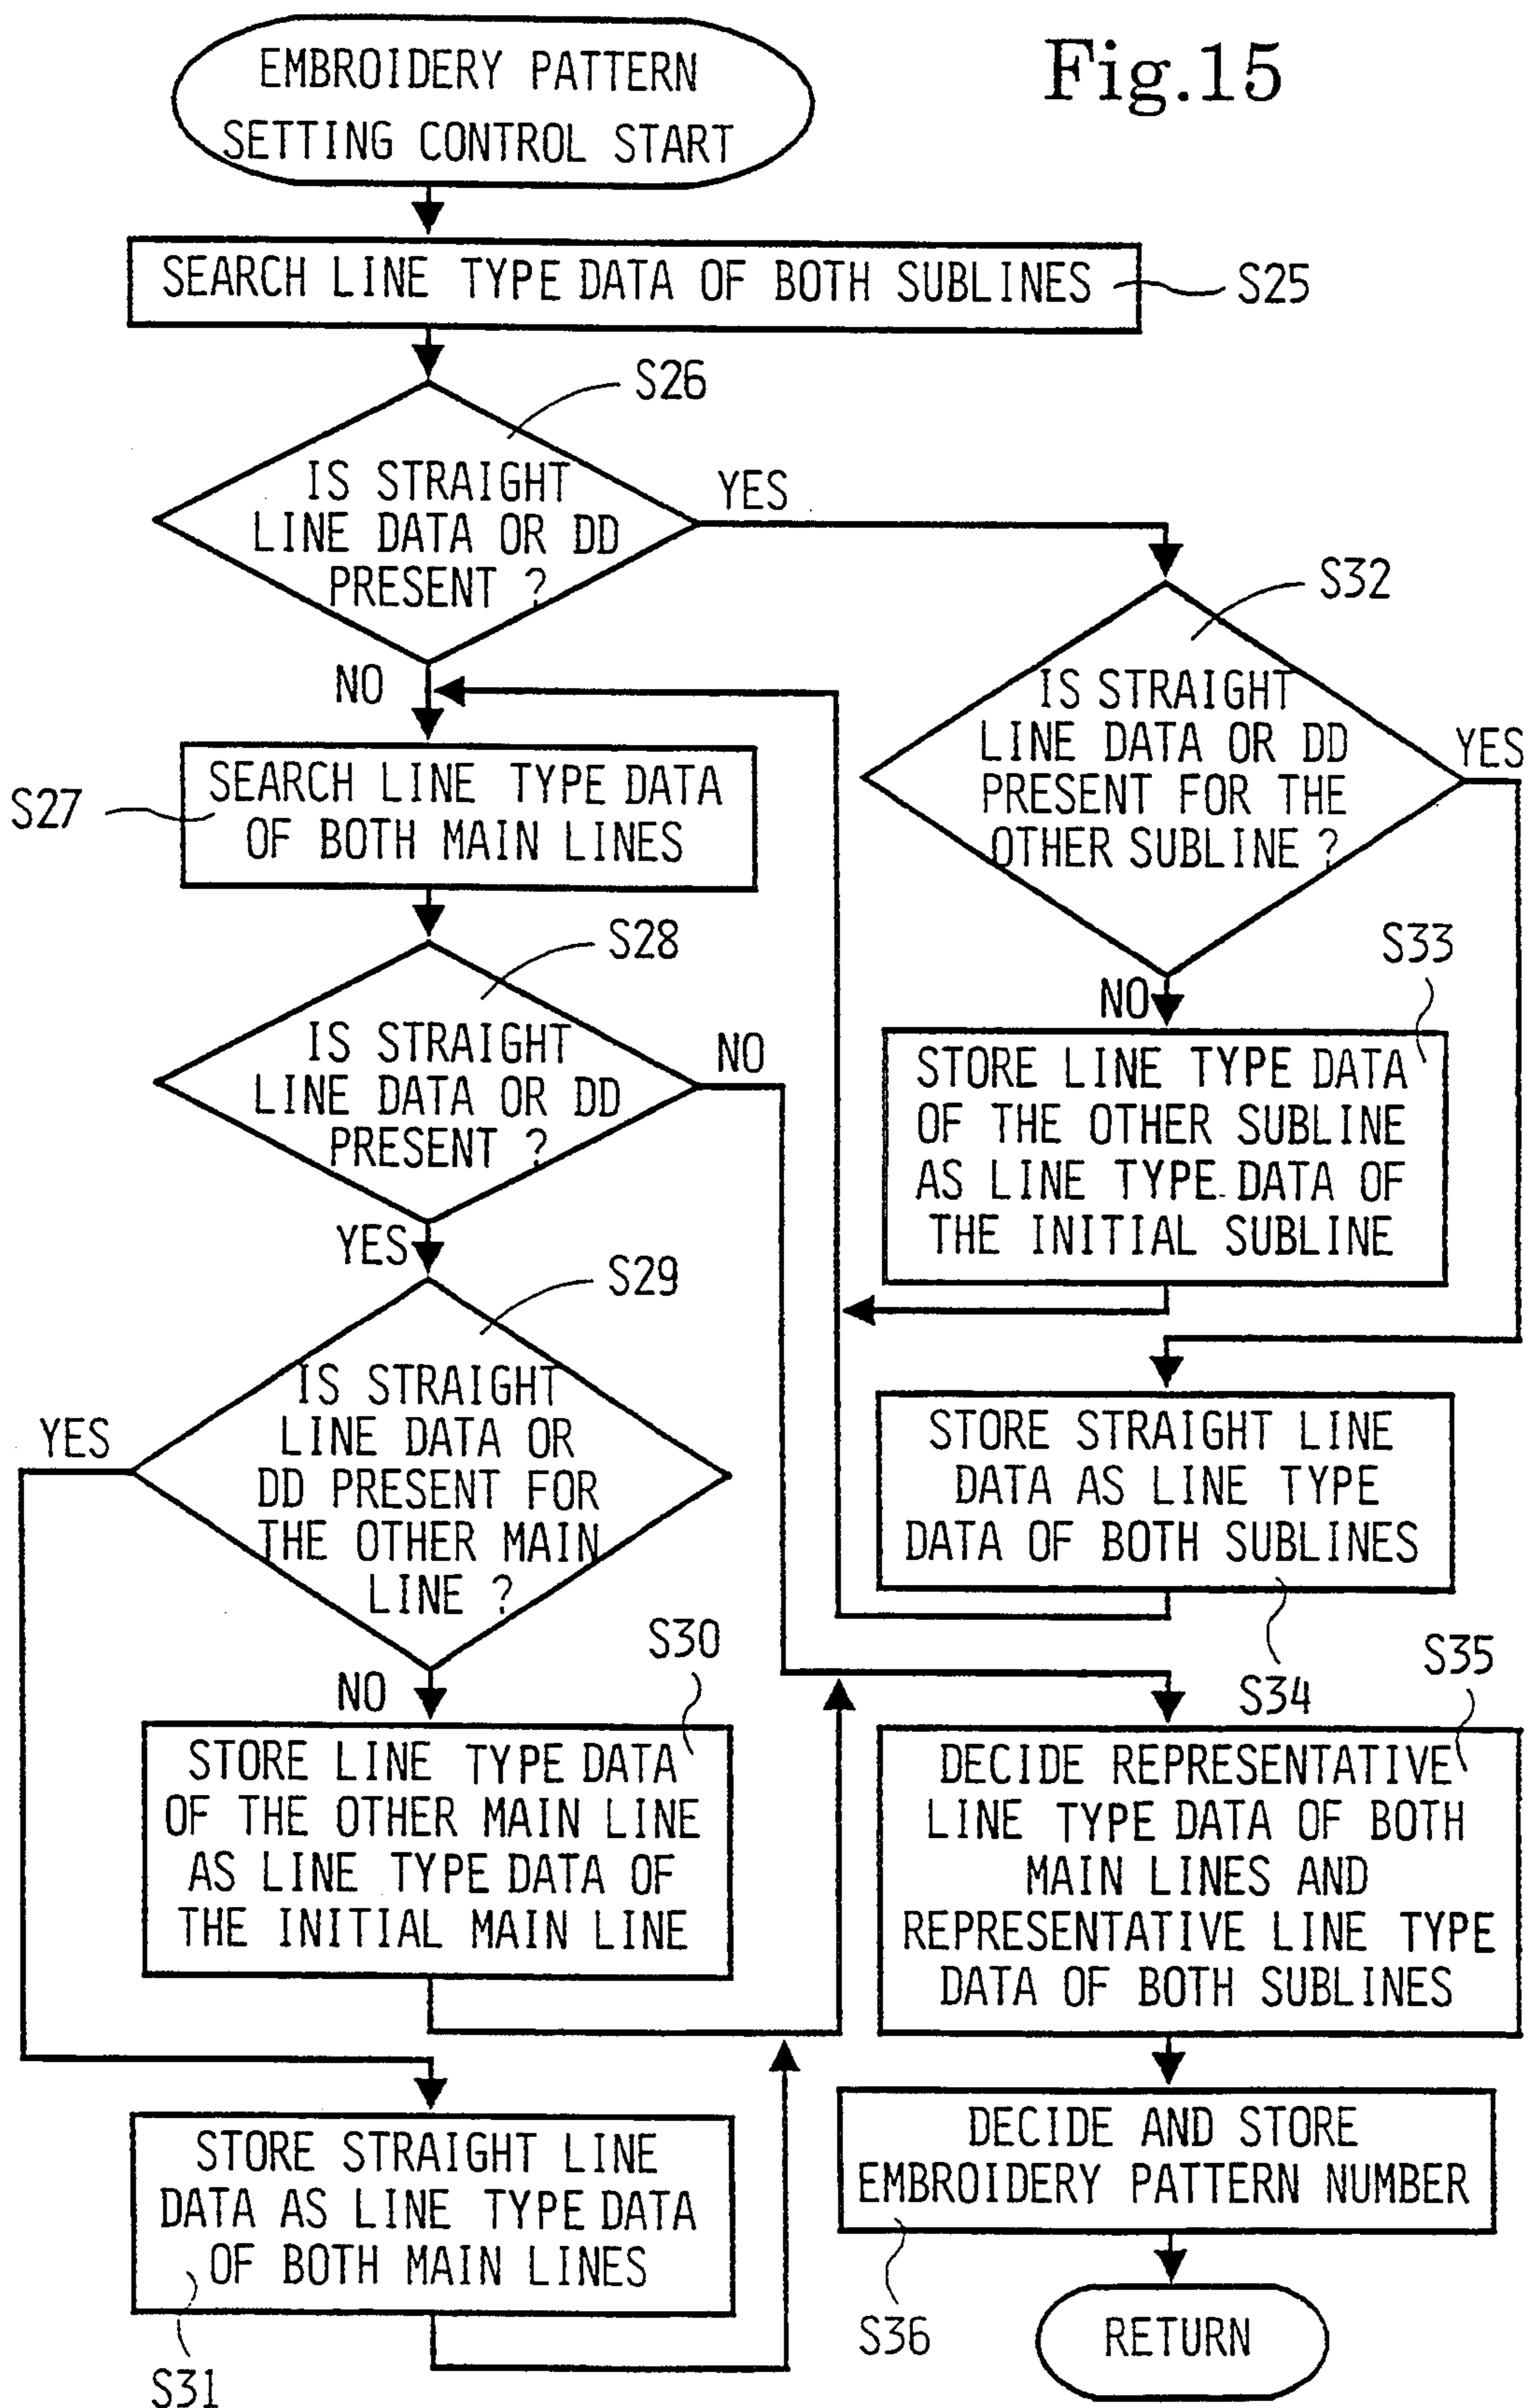 Fig.15
EMBROIDERY PATTERN
SETTING CONTROL START
SEARCH LINE TYPE DATA OF BOTH SUBLINES
S25
S26
IS STRAIGHT
LINE DATA OR DD
PRESENT ?
YES
NO
S27
SEARCH LINE TYPE DATA
OF BOTH MAIN LINES
S28
IS STRAIGHT
LINE DATA OR DD
PRESENT ?
NO
YES
S29
IS STRAIGHT
LINE DATA OR
DD PRESENT FOR
THE OTHER MAIN
LINE ?
YES
NO
S30
STORE LINE TYPE DATA
OF THE OTHER MAIN LINE
AS LINE TYPE DATA OF
THE INITIAL MAIN LINE
STORE STRAIGHT LINE
DATA AS LINE TYPE DATA
OF BOTH MAIN LINES
S31
S32
IS STRAIGHT
LINE DATA OR DD
PRESENT FOR THE
OTHER SUBLINE ?
YES
NO
S33
STORE LINE TYPE DATA
OF THE OTHER SUBLINE
AS LINE TYPE DATA OF
THE INITIAL SUBLINE
STORE STRAIGHT LINE
DATA AS LINE TYPE
DATA OF BOTH SUBLINES
S34
S35
DECIDE REPRESENTATIVE
LINE TYPE DATA OF BOTH
MAIN LINES AND
REPRESENTATIVE LINE TYPE
DATA OF BOTH SUBLINES
DECIDE AND STORE
EMBROIDERY PATTERN NUMBER
S36
RETURN